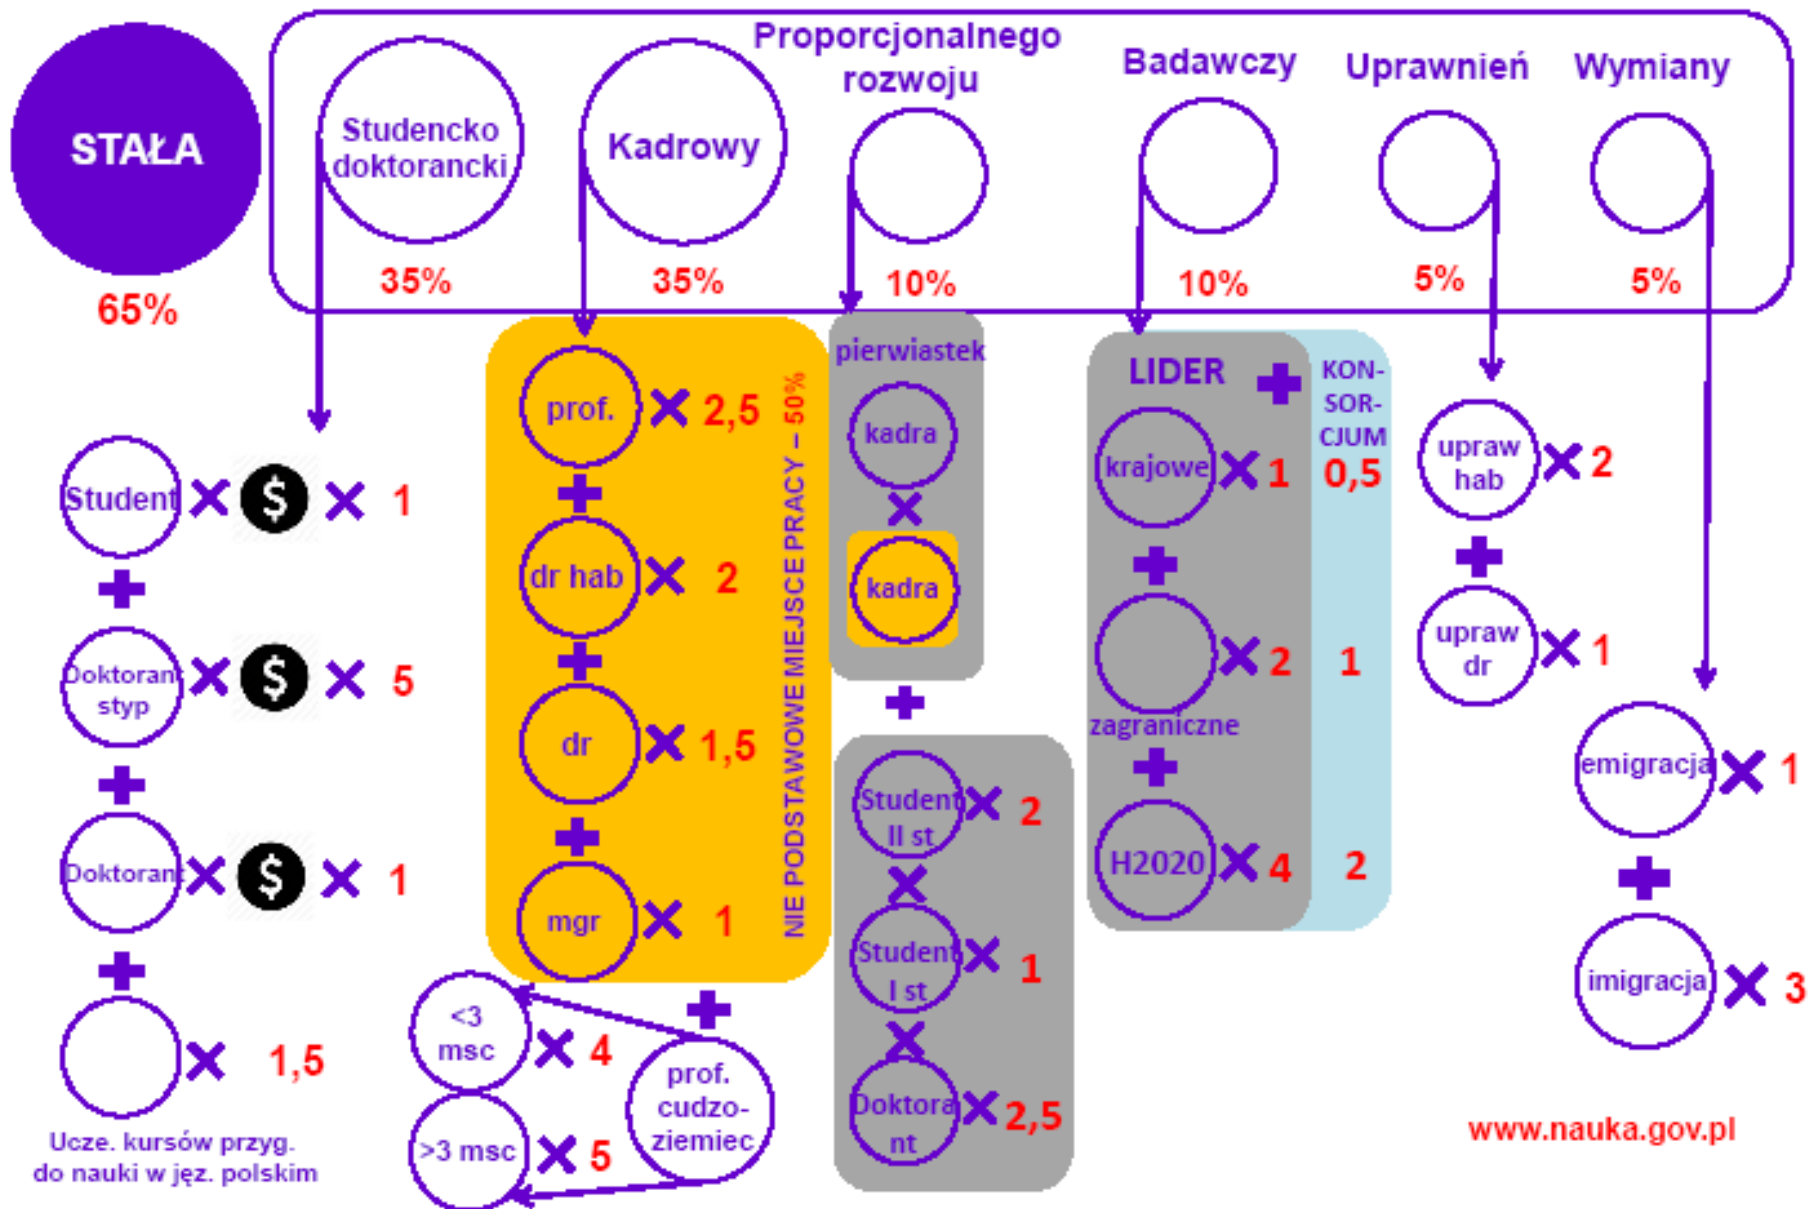 STAŁA
65%
Studencko
doktorancki
35%
Kadrowy
35%
Proporcjonalnego
rozwoju
10%
Badawczy
10%
Uprawnień
5%
Wymiany
5%
Student
$
1
Doktorant
styp
$
5
Doktorant
$
1
1,5
Ucze. kursów przyg.
do nauki w jęz. polskim
prof.
2,5
dr hab
2
dr
1,5
mgr
1
NIE PODSTAWOWE MIEJSCE PRACY – 50%
<3
msc
4
>3 msc
5
prof.
cudzo-
ziemiec
pierwiastek
kadra
kadra
Student
II st
2
Student
I st
1
Doktora
nt
2,5
LIDER
KON-
SOR-
CJUM
krajowe
1
0,5
2
1
zagraniczne
H2020
4
2
upraw
hab
2
upraw
dr
1
emigracja
1
imigracja
3
www.nauka.gov.pl